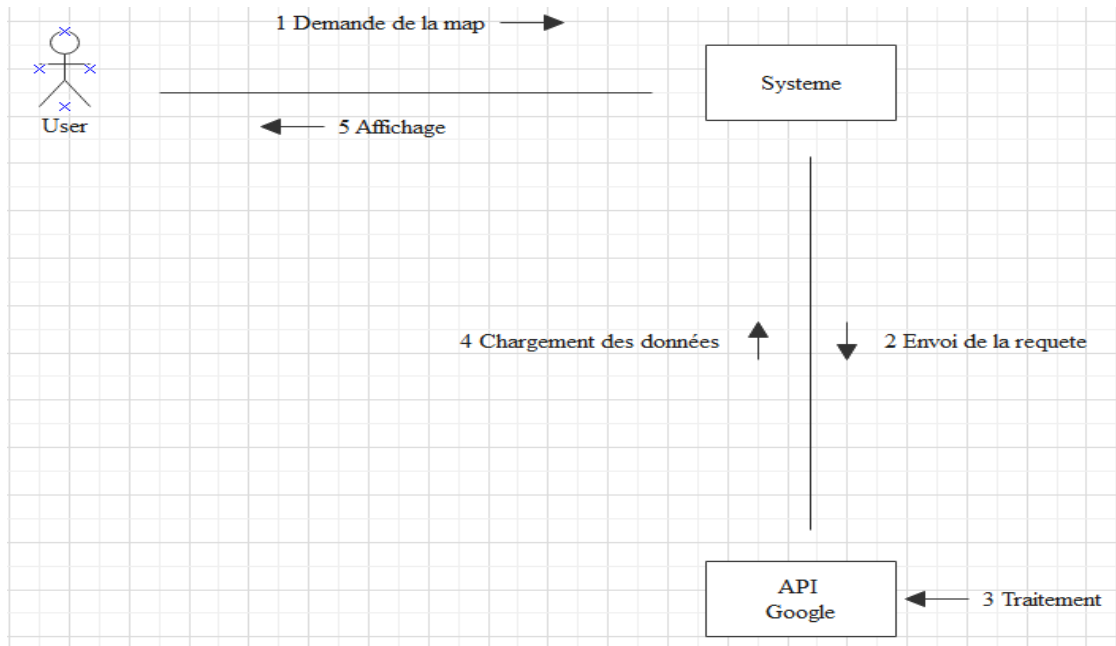 1 Demande de la map
Systeme
User
5 Affichage
4 Chargement des données
2 Envoi de la requete
API
Google
3 Traitement